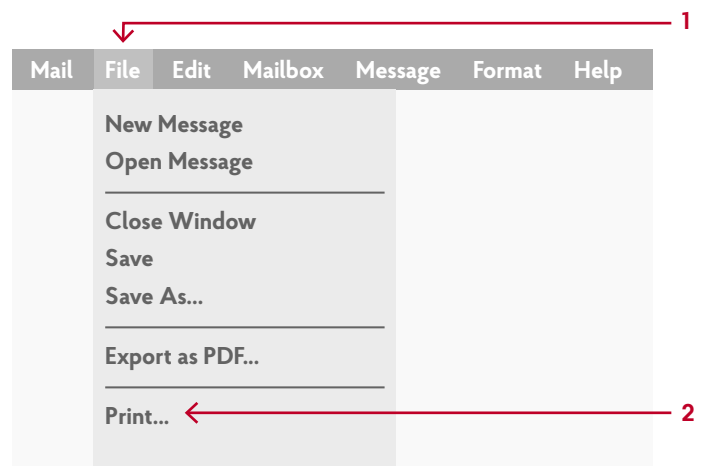 1
Mail File Edit Mailbox Message Format Help
New Message
Open Message
Close Window
Save
Save As...
Export as PDF...
Print...
2